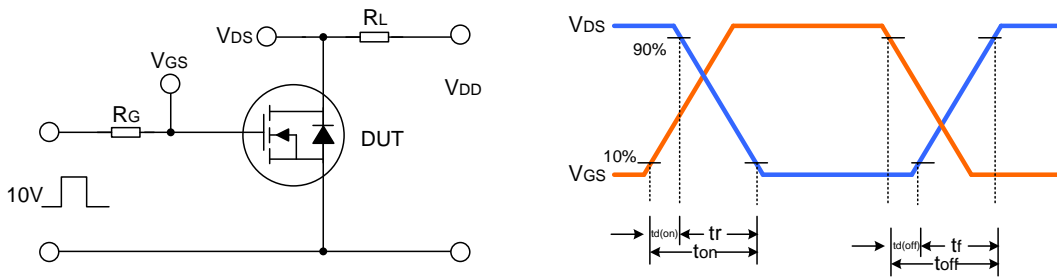 VDS
RL
VGS
VDD
RG
DUT
10V
VDS
90%
10%
VGS
td(on)
tr
ton
td(off)
tf
toff